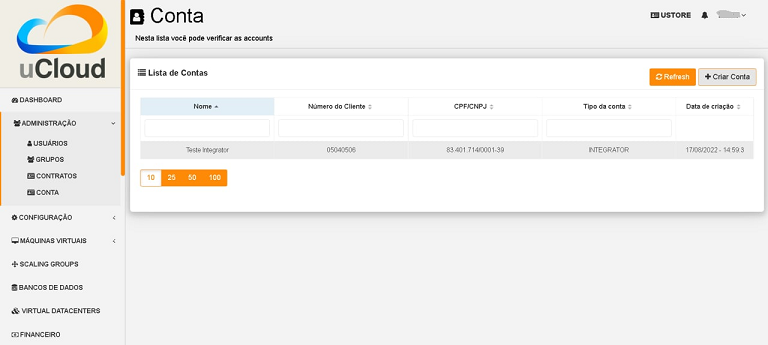 uCloud
DASHBOARD
ADMINISTRAÇÃO
USUÁRIOS
GRUPOS
CONTRATOS
CONTA
CONFIGURAÇÃO
MÁQUINAS VIRTUAIS
SCALING GROUPS
BANCOS DE DADOS
VIRTUAL DATACENTERS
FINANCEIRO
Conta
USTORE
Nesta lista você pode verificar as accounts
Lista de Contas
Refresh
Criar Conta
Nome Número do Cliente CPF/CNPJ Tipo da conta Data de criação
Teste Integrator 05040506 83.401.714/0001-39 INTEGRATOR 17/08/2022 - 14:59:3
10 25 50 100